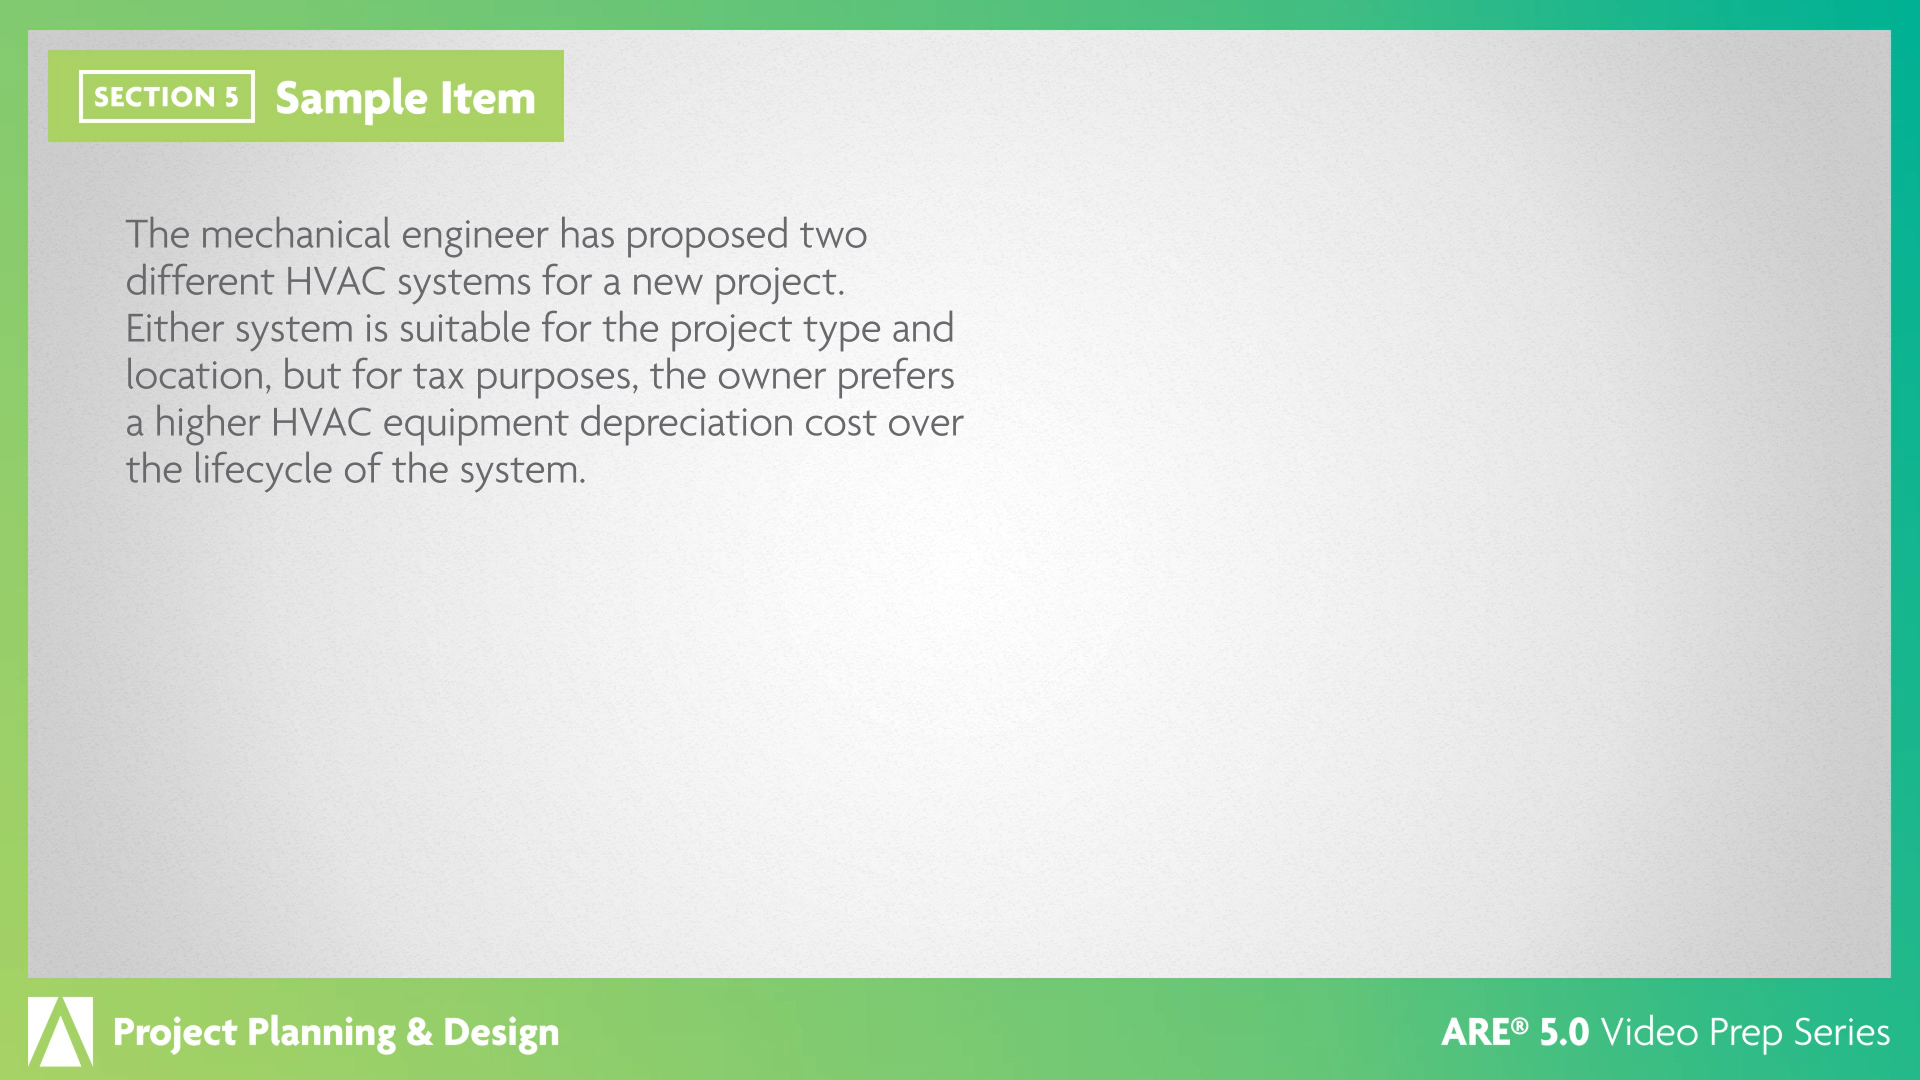 SECTION 5 Sample Item
The mechanical engineer has proposed two
different HVAC systems for a new project.
Either system is suitable for the project type and
location, but for tax purposes, the owner prefers
a higher HVAC equipment depreciation cost over
the lifecycle of the system.
Project Planning & Design
ARE® 5.0 Video Prep Series